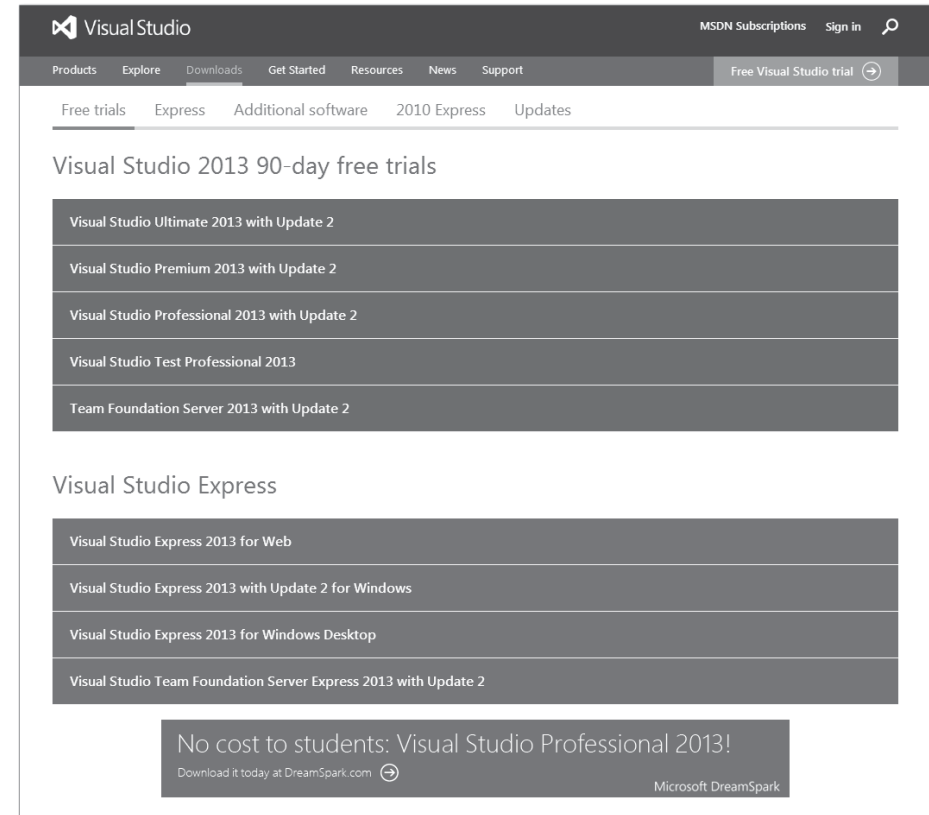 Visual Studio
MSDN Subscriptions Sign in
Products Explore Downloads Get Started Resources News Support
Free Visual Studio trial
Free trials Express Additional software 2010 Express Updates
Visual Studio 2013 90-day free trials
Visual Studio Ultimate 2013 with Update 2
Visual Studio Premium 2013 with Update 2
Visual Studio Professional 2013 with Update 2
Visual Studio Test Professional 2013
Team Foundation Server 2013 with Update 2
Visual Studio Express
Visual Studio Express 2013 for Web
Visual Studio Express 2013 with Update 2 for Windows
Visual Studio Express 2013 for Windows Desktop
Visual Studio Team Foundation Server Express 2013 with Update 2
No cost to students: Visual Studio Professional 2013!
Download it today at DreamSpark.com
Microsoft DreamSpark